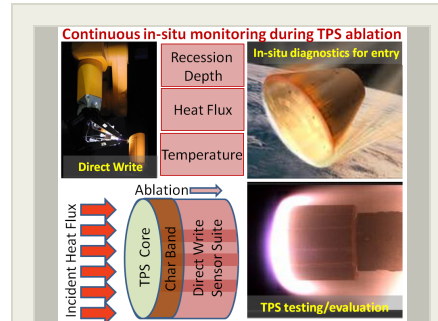 Continuous in-situ monitoring during TPS ablation
Direct Write
Recession
Depth
Heat Flux
Temperature
In-situ diagnostics for entry
Ablation
Incident Heat Flux
TPS Core
Char Band
Direct Write
Sensor Suite
TPS testing/evaluation